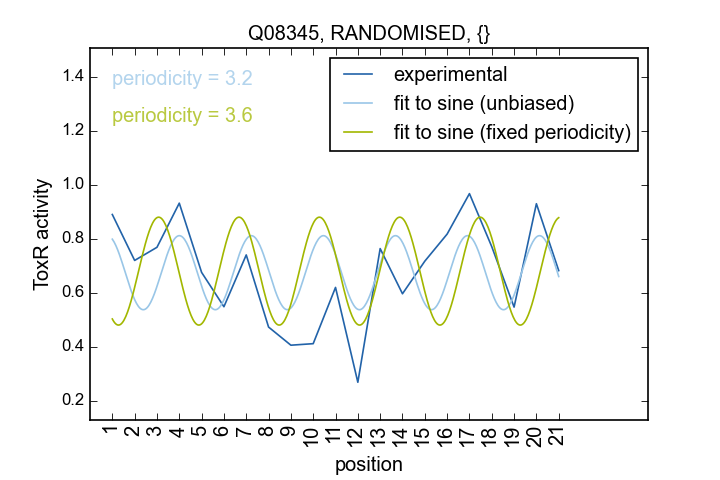 Q08345, RANDOMISED, {}
periodicity = 3.2
periodicity = 3.6
experimental
fit to sine (unbiased)
fit to sine (fixed periodicity)
ToxR activity
1.4
1.2
1.0
0.8
0.6
0.4
0.2
1 2 3 4 5 6 7 8 9 10 11 12 13 14 15 16 17 18 19 20 21
position